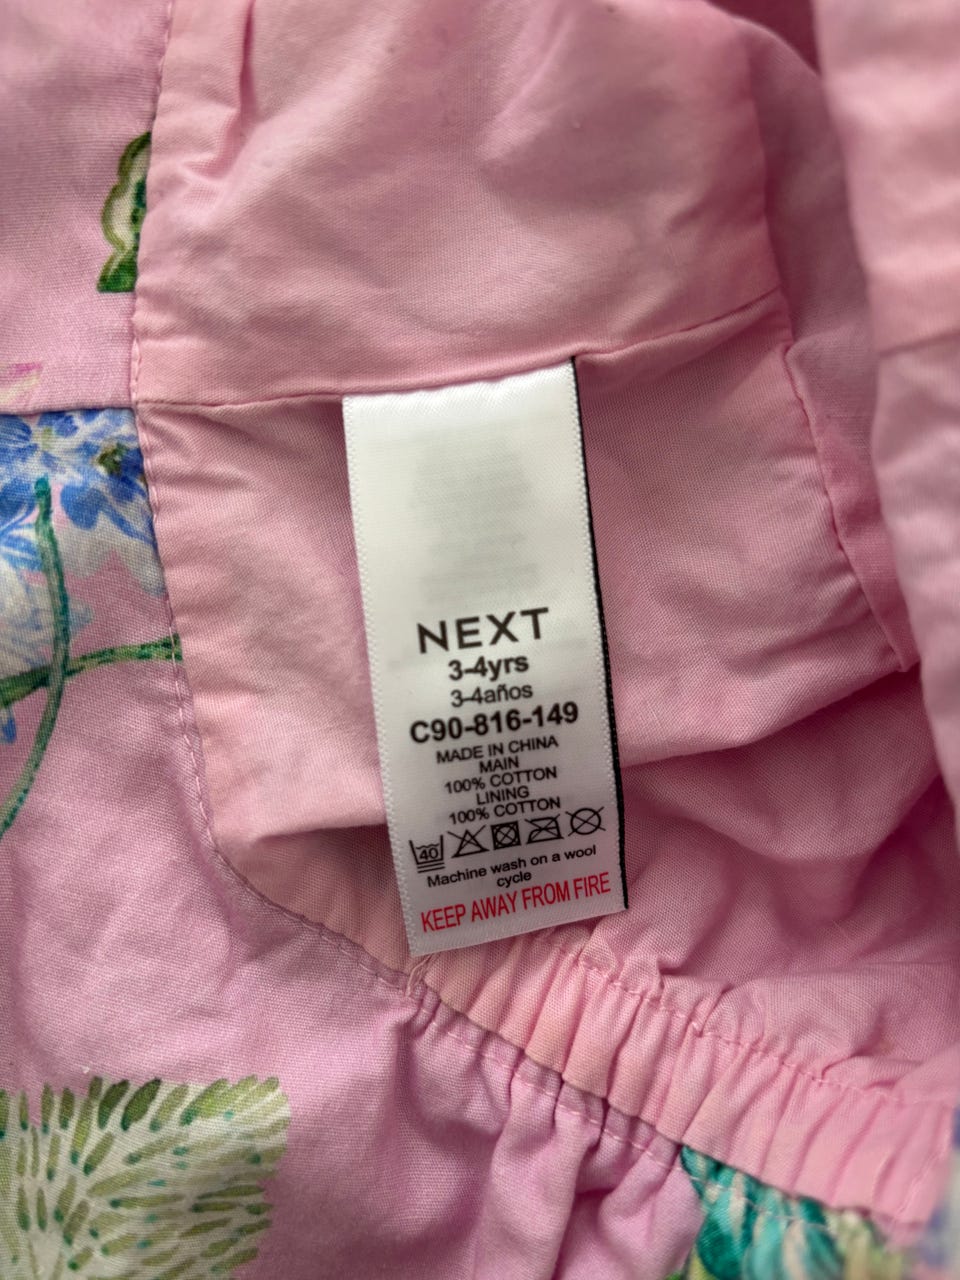 NEXT
3-4yrs
3-4años
C90-816-149
MADE IN CHINA
MAIN
100% COTTON
LINING
100% COTTON
40
Machine wash on a wool
cycle
KEEP AWAY FROM FIRE